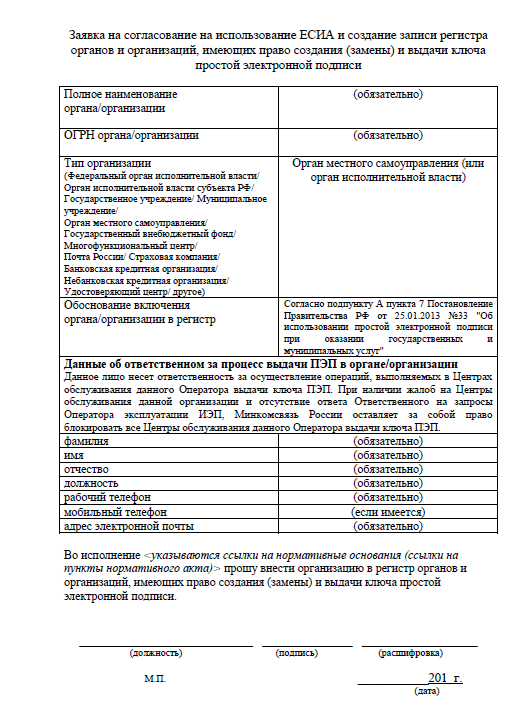 Заявка на согласование на использование ЕСИА и создание записи регистра
органов и организаций, имеющих право создания (замены) и выдачи ключа
простой электронной подписи
Полное наименование
органа/организации
(обязательно)
ОГРН органа/организации
(обязательно)
Тип организации
(Федеральный орган исполнительной власти/
Орган исполнительной власти субъекта РФ/
Государственное учреждение/ Муниципальное
учреждение/
Орган местного самоуправления/
Государственный внебюджетный фонд/
Многофункциональный центр/
Почта России/ Страховая компания/
Банковская кредитная организация/
Небанковская кредитная организация/
Удостоверяющий центр/ другое)
Орган местного самоуправления (или
орган исполнительной власти)
Обоснование включения
органа/организации в регистр
Согласно подпункту А пункта 7 Постановление
Правительства РФ от 25.01.2013 №33 "Об
использовании простой электронной подписи
при оказании государственных и
муниципальных услуг"
Данные об ответственном за процесс выдачи ПЭП в органе/организации
Данное лицо несет ответственность за осуществление операций, выполняемых в Центрах
обслуживания данного Оператора выдачи ключа ПЭП. При наличии жалоб на Центры
обслуживания данной организации и отсутствие ответа Ответственного на запросы
Оператора эксплуатации ИЭП, Минкомсвязь России оставляет за собой право
блокировать все Центры обслуживания данного Оператора выдачи ключа ПЭП.
фамилия (обязательно)
имя (обязательно)
отчество (обязательно)
должность (обязательно)
рабочий телефон (обязательно)
мобильный телефон (если имеется)
адрес электронной почты (обязательно)
Во исполнение <указываются ссылки на нормативные основания (ссылки на
пункты нормативного акта)> прошу внести организацию в регистр органов и
организаций, имеющих право создания (замены) и выдачи ключа простой
электронной подписи.
(должность) (подпись) (расшифровка)
М.П. ____________201_г.
(дата)